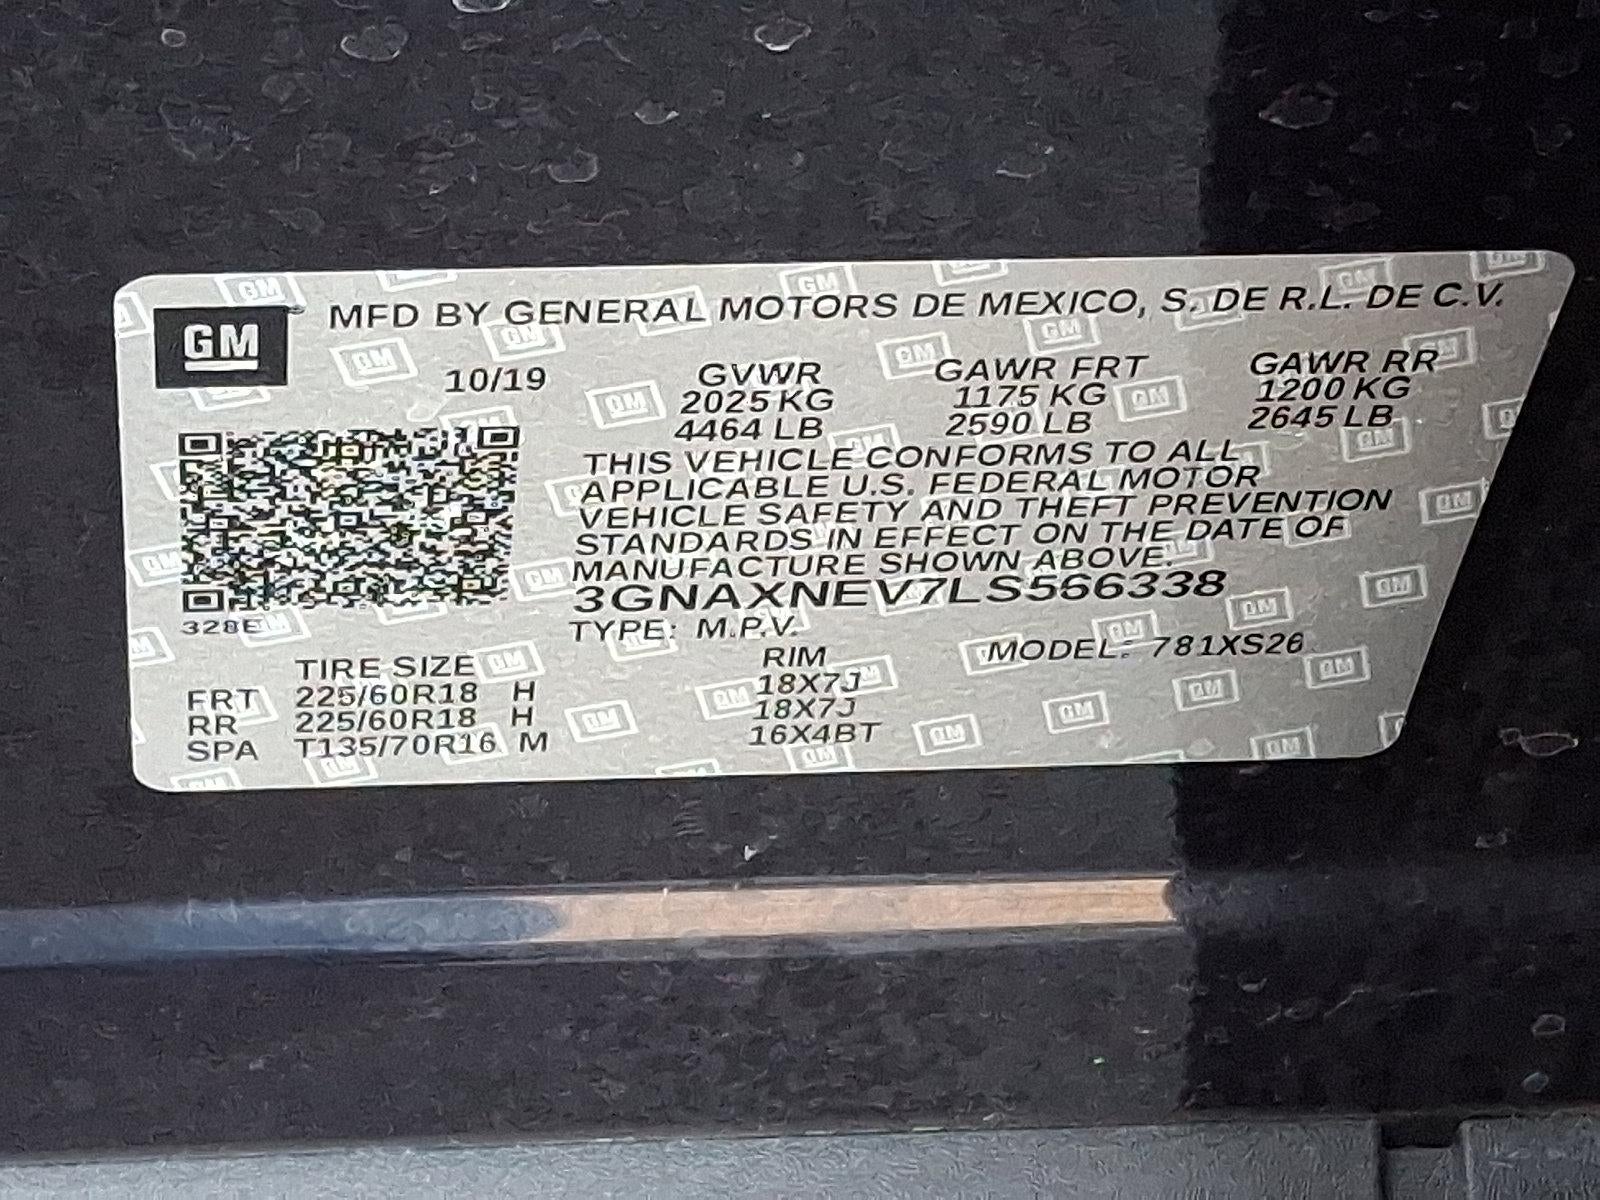 GM MFD BY GENERAL MOTORS DE MEXICO, S. DE R.L. DE C.V.
10/19 GVWR GAWR FRT GAWR RR
2025 KG 1175 KG 1200 KG
4464 LB 2590 LB 2645 LB
THIS VEHICLE CONFORMS TO ALL
APPLICABLE U.S. FEDERAL MOTOR
VEHICLE SAFETY AND THEFT PREVENTION
STANDARDS IN EFFECT ON THE DATE OF
MANUFACTURE SHOWN ABOVE.
3GNAXNEV7LS566338
328E
TYPE: M.P.V.
TIRE SIZE RIM MODEL: 781XS26
FRT 225/60R18 H 18X7J
RR 225/60R18 H 18X7J
SPA T135/70R16 M 16X4BT